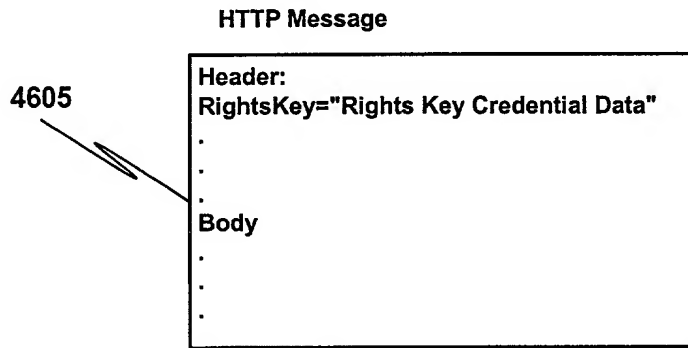 HTTP Message
4605
Header:
RightsKey="Rights Key Credential Data"
.
.
.
Body
.
.
.